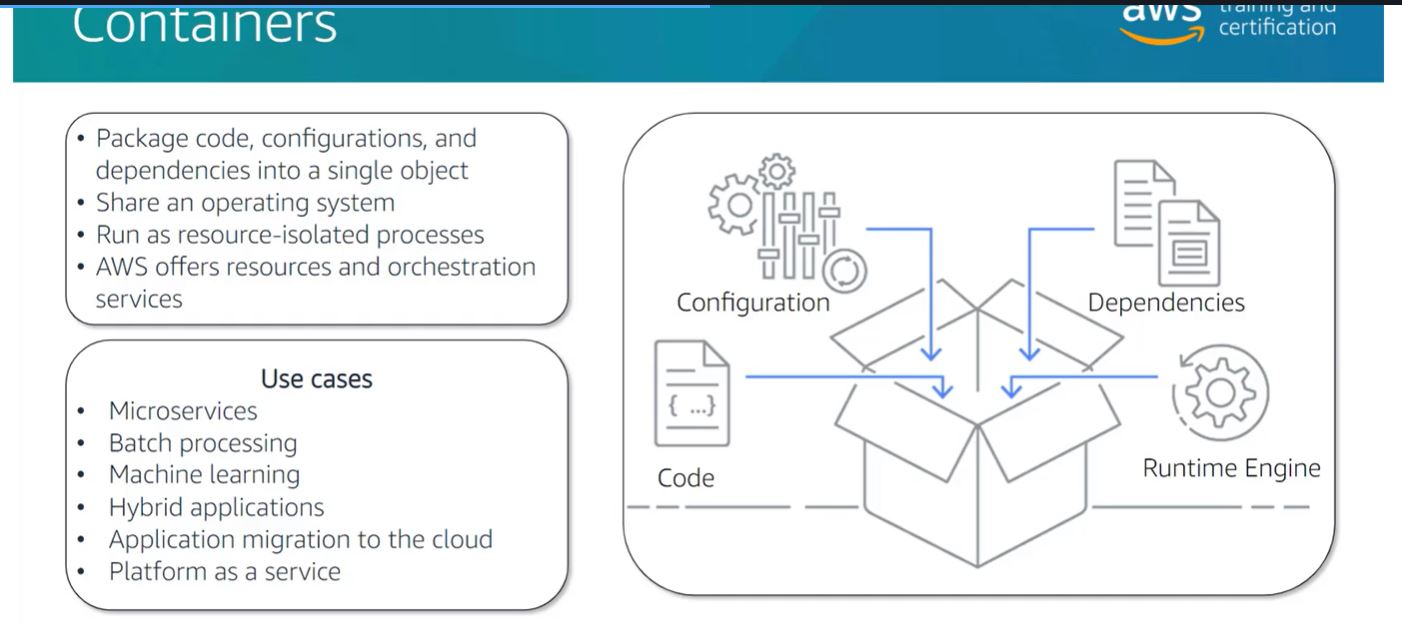 Containers
aws training and
certification
• Package code, configurations, and
dependencies into a single object
• Share an operating system
• Run as resource-isolated processes
• AWS offers resources and orchestration
services
Use cases
• Microservices
• Batch processing
• Machine learning
• Hybrid applications
• Application migration to the cloud
• Platform as a service
Configuration
Dependencies
{ ...}
Code
Runtime Engine